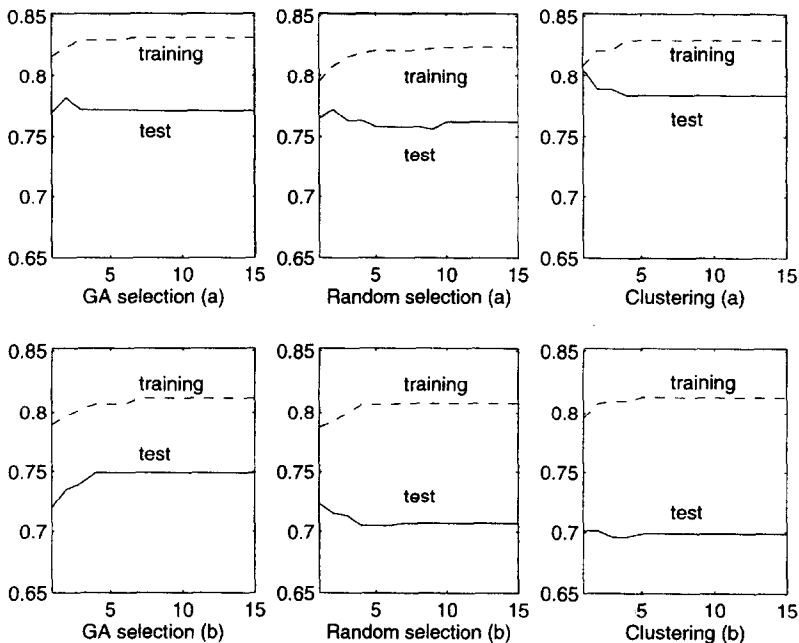 0.85
0.8
0.75
0.7
0.65
training
test
5 10 15
GA selection (a)
0.85
0.8
0.75
0.7
0.65
training
test
5 10 15
Random selection (a)
0.85
0.8
0.75
0.7
0.65
training
test
5 10 15
Clustering (a)
0.85
0.8
0.75
0.7
0.65
training
test
5 10 15
GA selection (b)
0.85
0.8
0.75
0.7
0.65
training
test
5 10 15
Random selection (b)
0.85
0.8
0.75
0.7
0.65
training
test
5 10 15
Clustering (b)